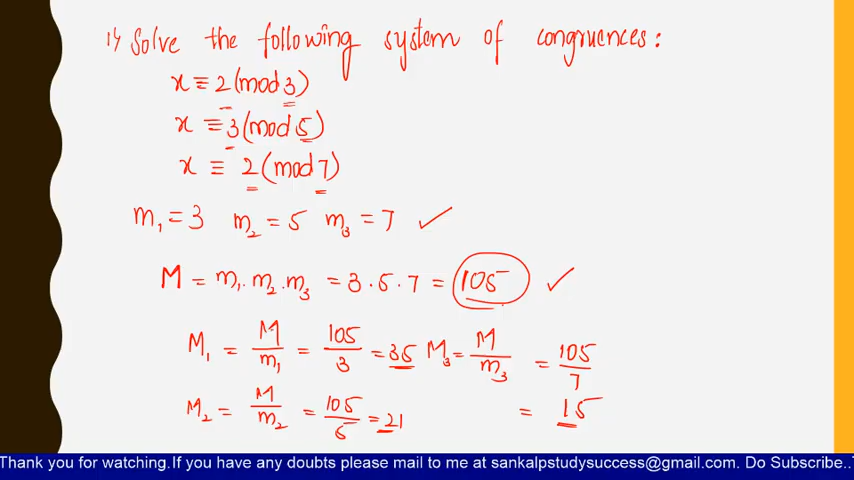 1) Solve the following system of congruences:
x ≡ 2(mod 3)
x ≡ 3(mod 5)
x ≡ 2(mod 7)
m₁ = 3 m₂ = 5 m₃ = 7 ✓
M = m₁. m₂. m₃ = 3 . 5 . 7 = 105 ✓
M₁ = M/m₁ = 105/3 = 35 M₃ = M/m₃ = 105/7
M₂ = M/m₂ = 105/5 = 21 = 15
Thank you for watching.If you have any doubts please mail to me at sankalpstudysuccess@gmail.com. Do Subscribe..